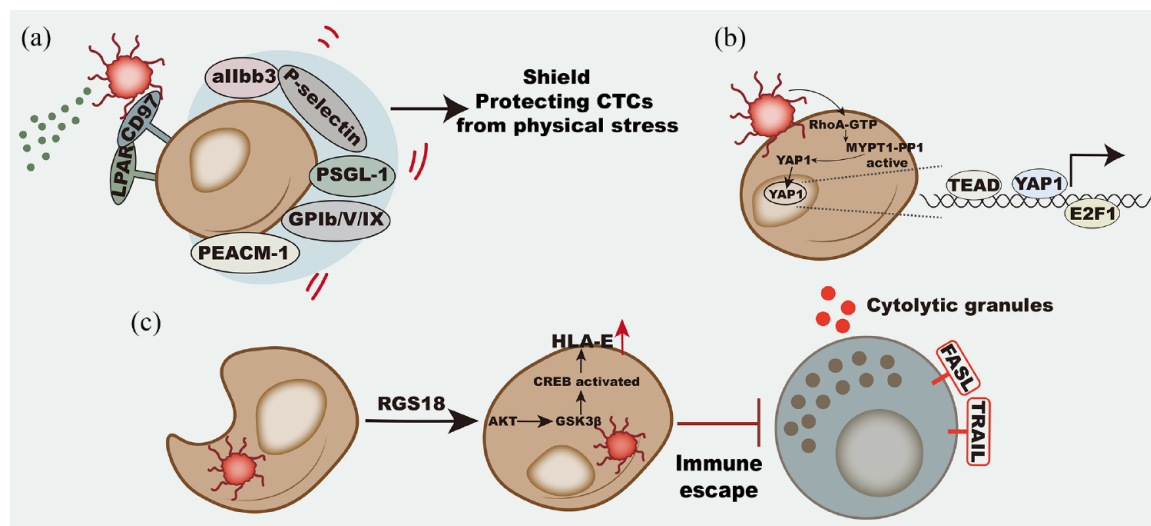 (a)
aIIbb3
P-selectin
CD97
LPAR
PSGL-1
GPIb/V/IX
PEACM-1
Shield
Protecting CTCs
from physical stress
(b)
RhoA-GTP
MYPT1-PP1
active
YAP1
YAP1
TEAD
YAP1
E2F1
(c)
RGS18
HLA-E
CREB activated
AKT
GSK3β
Immune
escape
Cytolytic granules
FASL
TRAIL